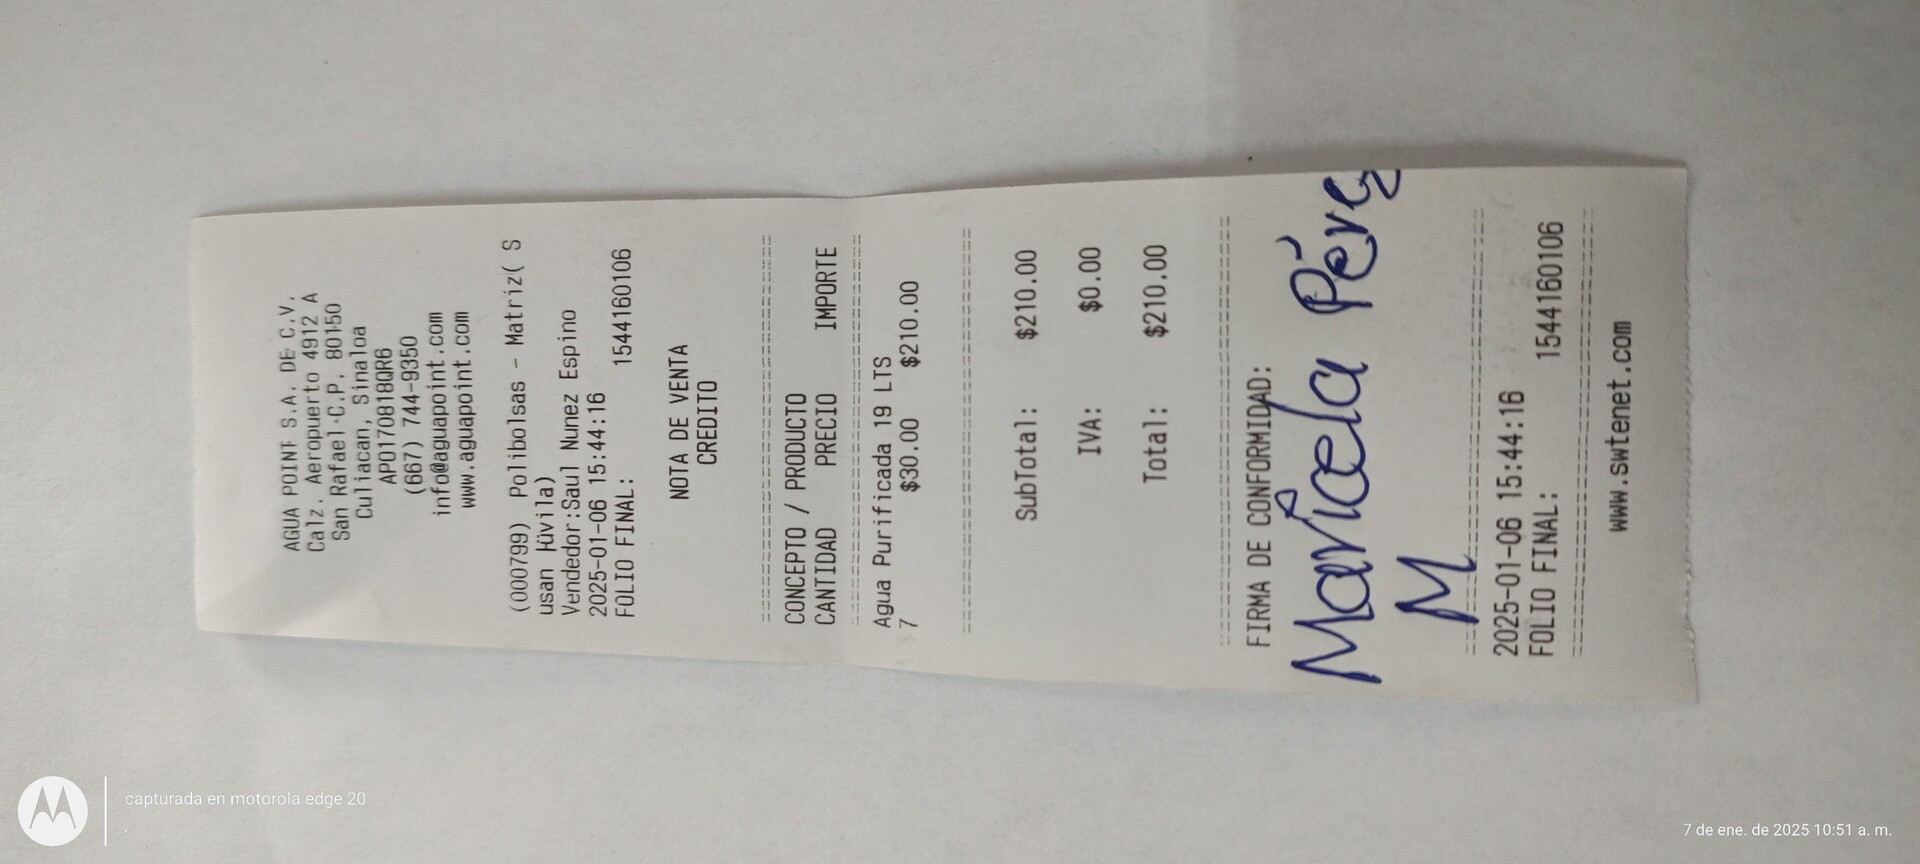 AGUA POINT S.A. DE C.V.
Calz. Aeropuerto 4912 A
San Rafael C.P. 80150
Culiacan, Sinaloa
APO170818QR6
(667) 744-9350
info@aguapoint.com
www.aguapoint.com
(000799) Polibolsas - Matriz( S
usan Hivila)
Vendedor:Saul Nunez Espino
2025-01-06 15:44:16
FOLIO FINAL: 1544160106
NOTA DE VENTA
CREDITO
CONCEPTO / PRODUCTO
CANTIDAD PRECIO IMPORTE
Agua Purificada 19 LTS
7 $30.00 $210.00
SubTotal: $210.00
IVA: $0.00
Total: $210.00
FIRMA DE CONFORMIDAD:
Mariaela Pérez
M
2025-01-06 15:44:16
FOLIO FINAL: 1544160106
www.swtenet.com
capturada en motorola edge 20
7 de ene. de 2025 10:51 a. m.